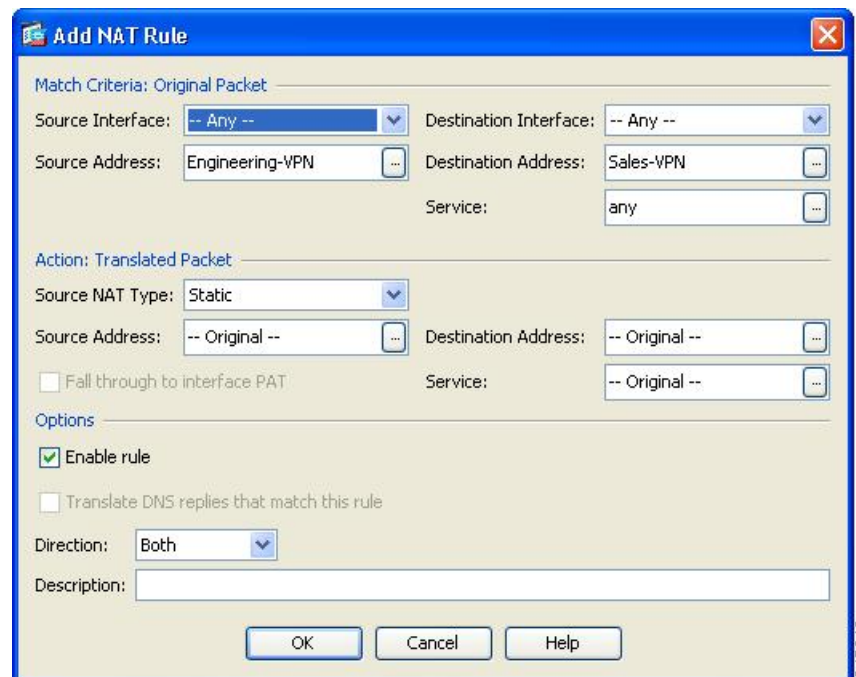 Add NAT Rule
Match Criteria: Original Packet
Source Interface: -- Any -- Destination Interface: -- Any --
Source Address: Engineering-VPN ... Destination Address: Sales-VPN ...
Service: any ...
Action: Translated Packet
Source NAT Type: Static
Source Address: -- Original -- ... Destination Address: -- Original -- ...
Fall through to interface PAT Service: -- Original -- ...
Options
Enable rule
Translate DNS replies that match this rule
Direction: Both
Description:
OK Cancel Help